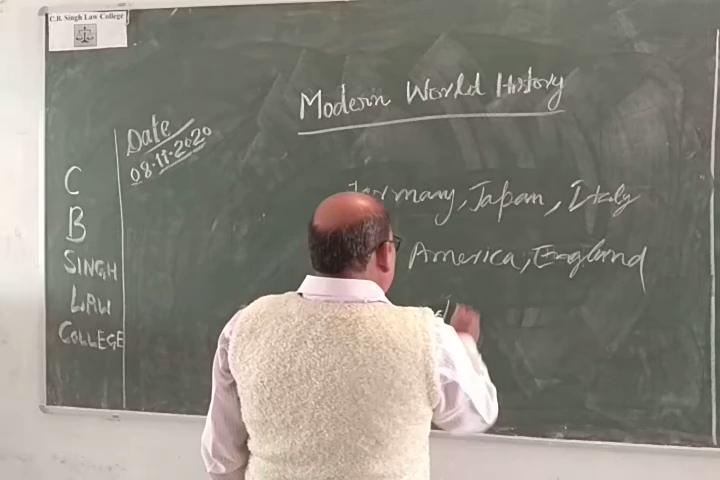 C.B. Singh Law College
Modern World History
Date
08.11.2020
C
B
SINGH
LAW
COLLEGE
Germany, Japan, Italy
America, England